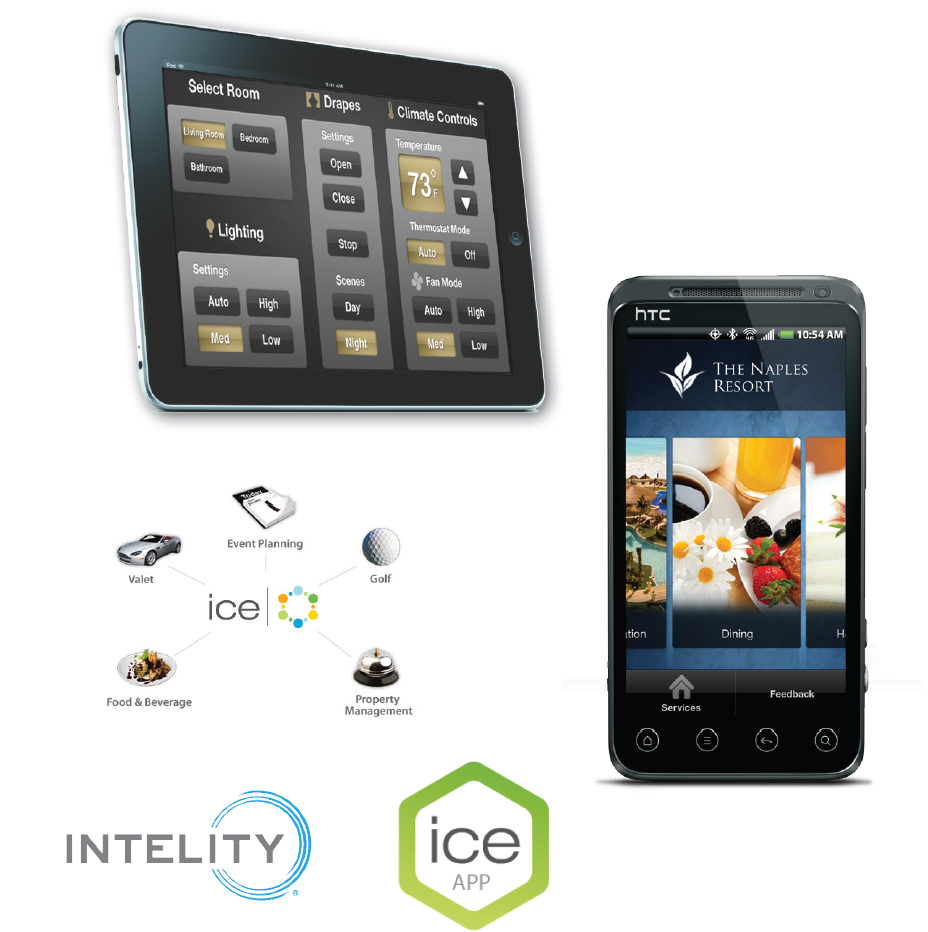 iPad
Select Room
Living Room
Bedroom
Bathroom
Lighting
Settings
Auto
High
Med
Low
Drapes
Settings
Open
Close
Stop
Scenes
Day
Night
Climate Controls
Temperature
73°F
Thermostat Mode
Auto
Off
Fan Mode
Auto
High
Med
Low
hTC
4G
10:54 AM
THE NAPLES
RESORT
ation
Dining
H
Services
Feedback
Today
Event Planning
Valet
Golf
ice
Food & Beverage
Property
Management
INTELITY®
ice
APP